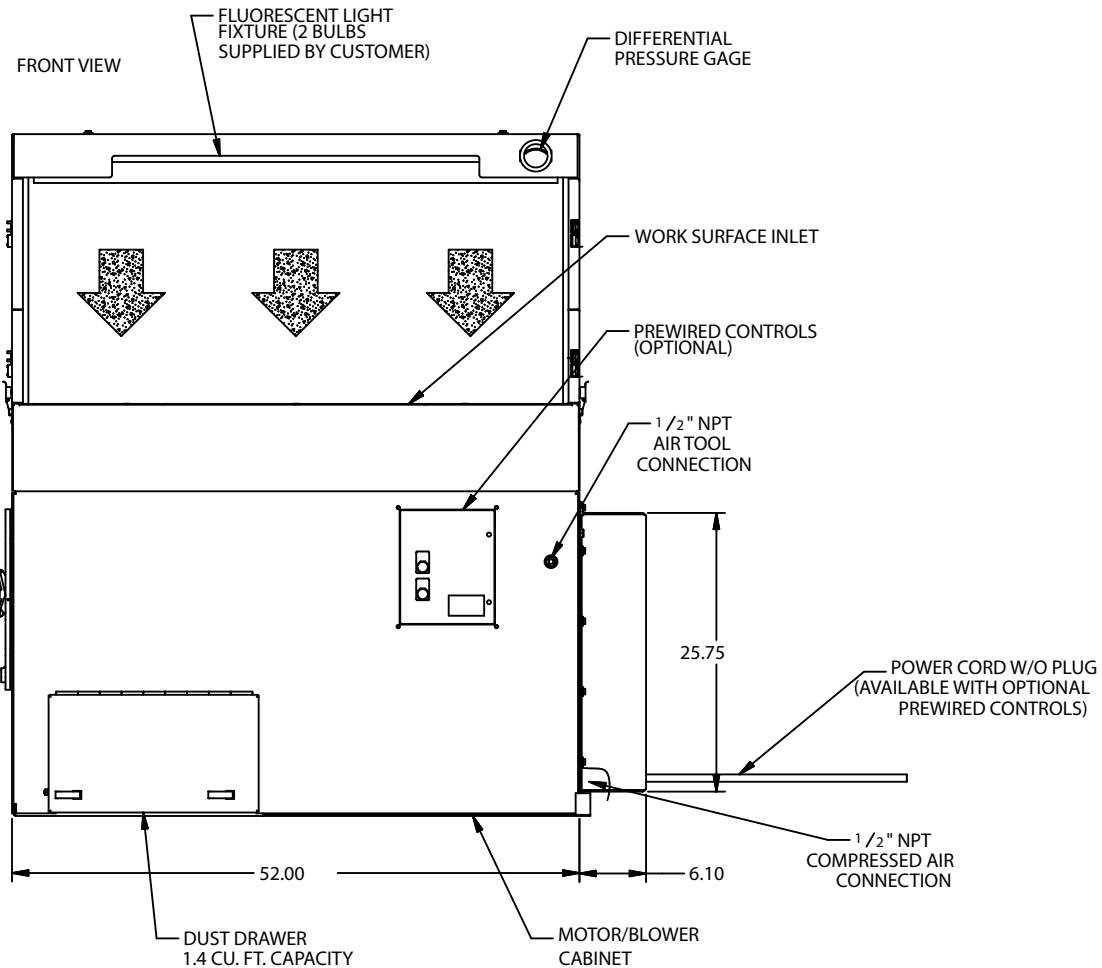 FLUORESCENT LIGHT
FIXTURE (2 BULBS
SUPPLIED BY CUSTOMER)
DIFFERENTIAL
PRESSURE GAGE
FRONT VIEW
WORK SURFACE INLET
PREWIRED CONTROLS
(OPTIONAL)
1/2" NPT
AIR TOOL
CONNECTION
25.75
POWER CORD W/O PLUG
(AVAILABLE WITH OPTIONAL
PREWIRED CONTROLS)
1/2" NPT
COMPRESSED AIR
CONNECTION
52.00
6.10
DUST DRAWER
1.4 CU. FT. CAPACITY
MOTOR/BLOWER
CABINET